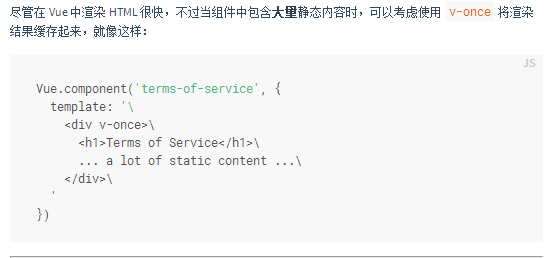 尽管在 Vue 中渲染 HTML 很快，不过当组件中包含大量静态内容时，可以考虑使用 v-once 将渲染
结果缓存起来，就像这样：
JS
Vue.component('terms-of-service', {
  template: '\
    <div v-once>\
      <h1>Terms of Service</h1>\
      ... a lot of static content ...\
    </div>\
  '
})